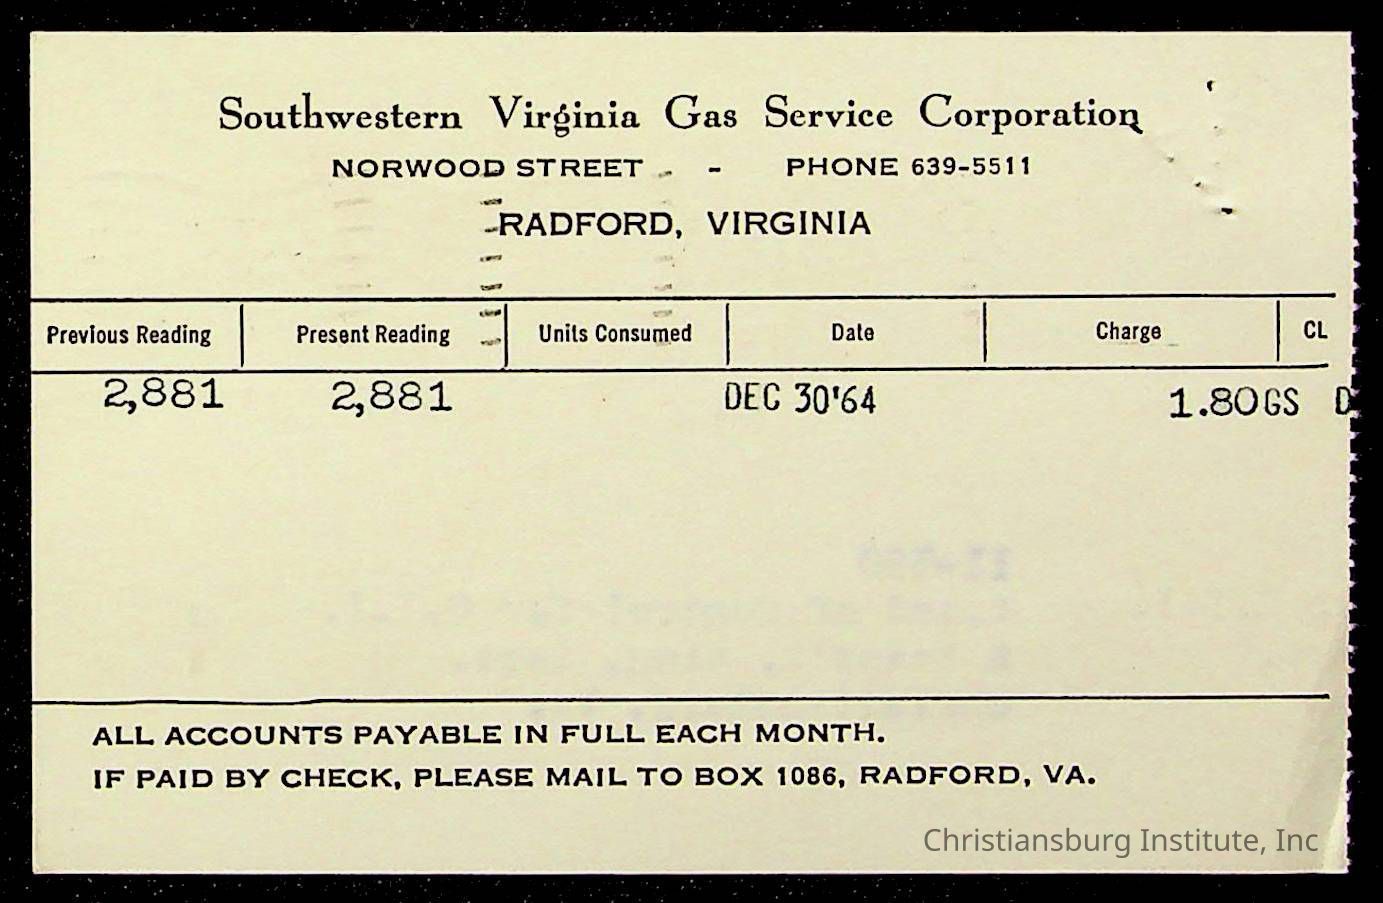 Southwestern Virginia Gas Service Corporation
NORWOOD STREET - PHONE 639-5511
RADFORD, VIRGINIA
Previous Reading Present Reading Units Consumed Date Charge CL
2,881 2,881 DEC 30'64 1.80GS D
ALL ACCOUNTS PAYABLE IN FULL EACH MONTH.
IF PAID BY CHECK, PLEASE MAIL TO BOX 1086, RADFORD, VA.
Christiansburg Institute, Inc